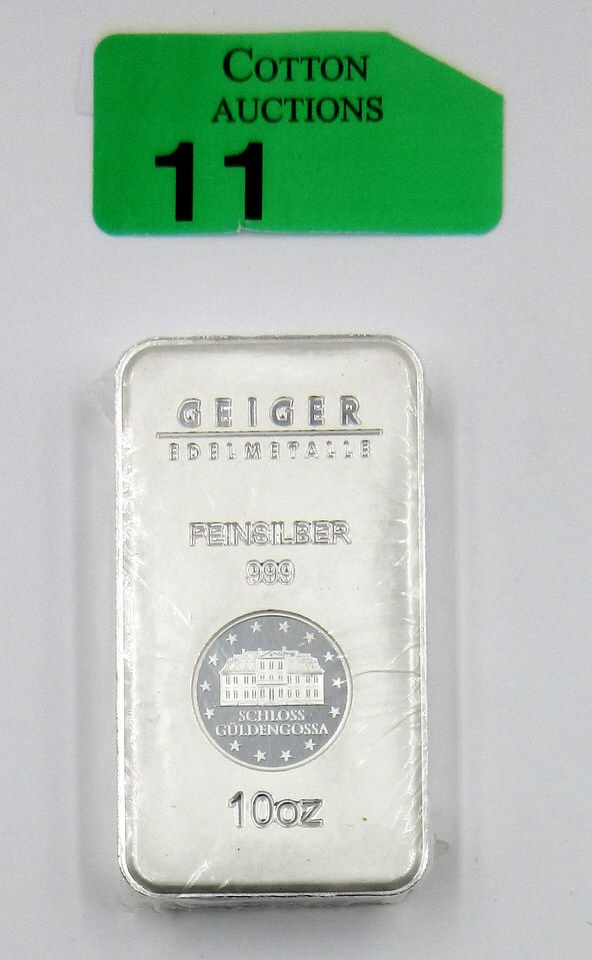 COTTON
AUCTIONS
11
GEIGER
EDELMETALLE
FEINSILBER
999
SCHLOSS
GÜLDENGOSSA
10oz